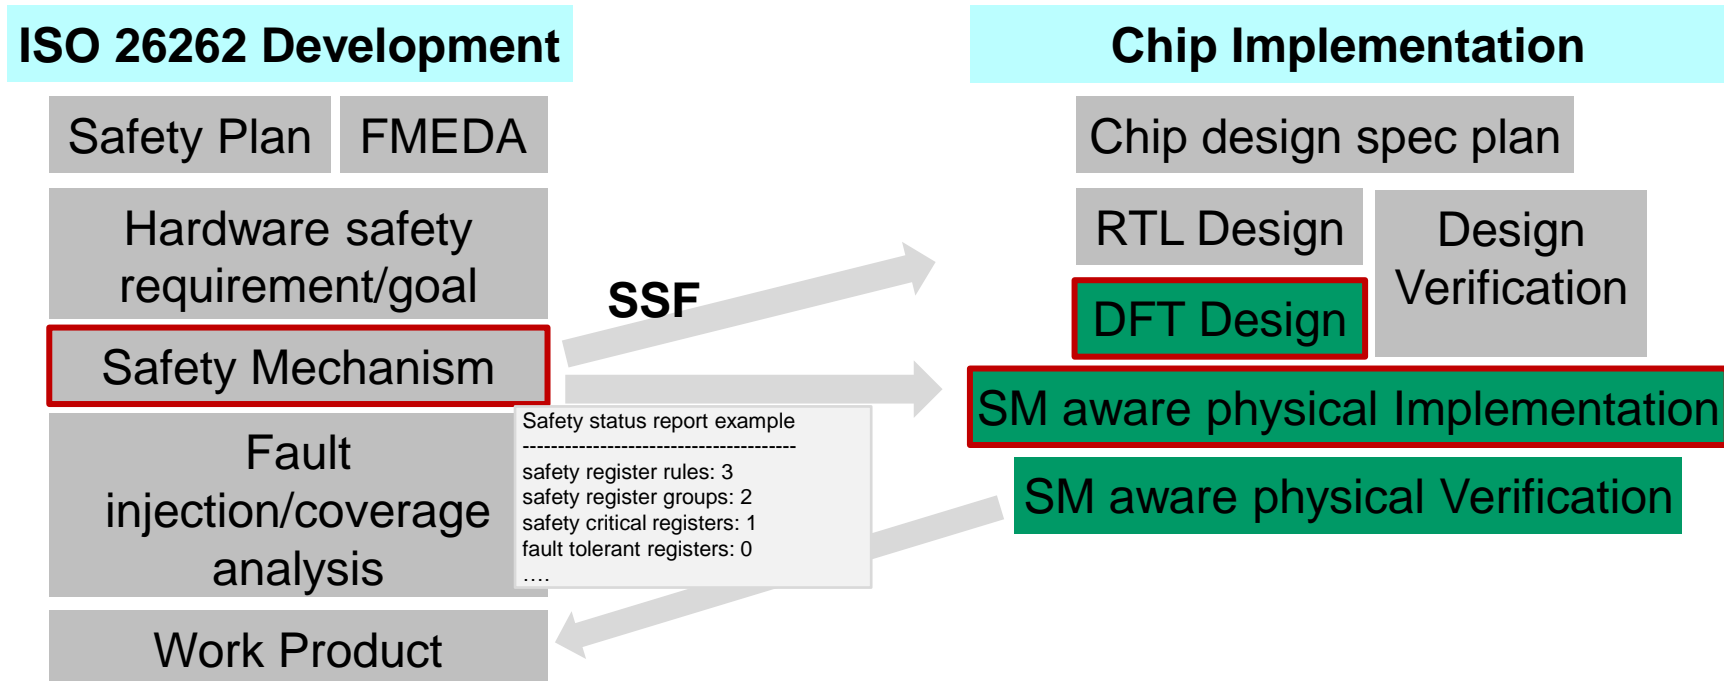 ISO 26262 Development
Safety Plan
FMEDA
Hardware safety
requirement/goal
Safety Mechanism
Fault
injection/coverage
analysis
Work Product
SSF
Safety status report example
---------------------------------------
safety register rules: 3
safety register groups: 2
safety critical registers: 1
fault tolerant registers: 0
....
Chip Implementation
Chip design spec plan
RTL Design
Design
Verification
DFT Design
SM aware physical Implementation
SM aware physical Verification